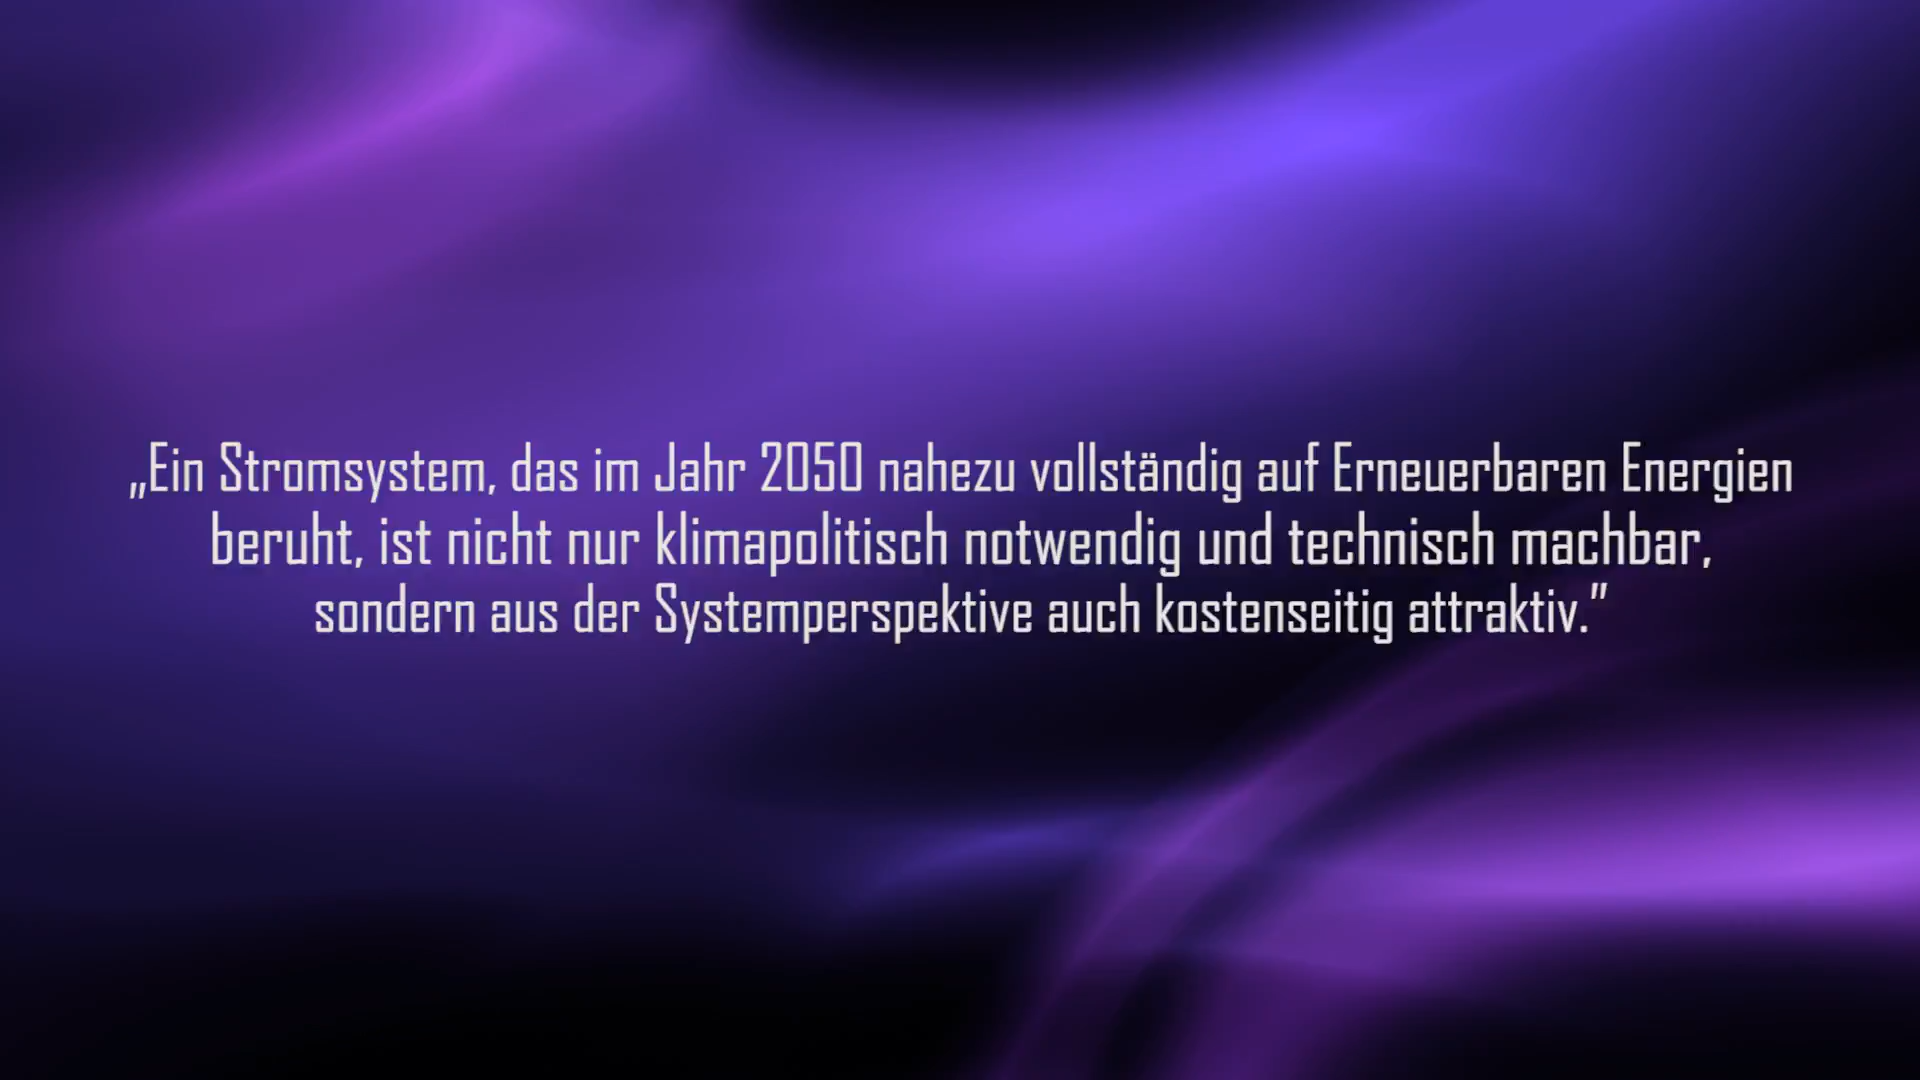 „Ein Stromsystem, das im Jahr 2050 nahezu vollständig auf Erneuerbaren Energien
beruht, ist nicht nur klimapolitisch notwendig und technisch machbar,
sondern aus der Systemperspektive auch kostenseitig attraktiv.”